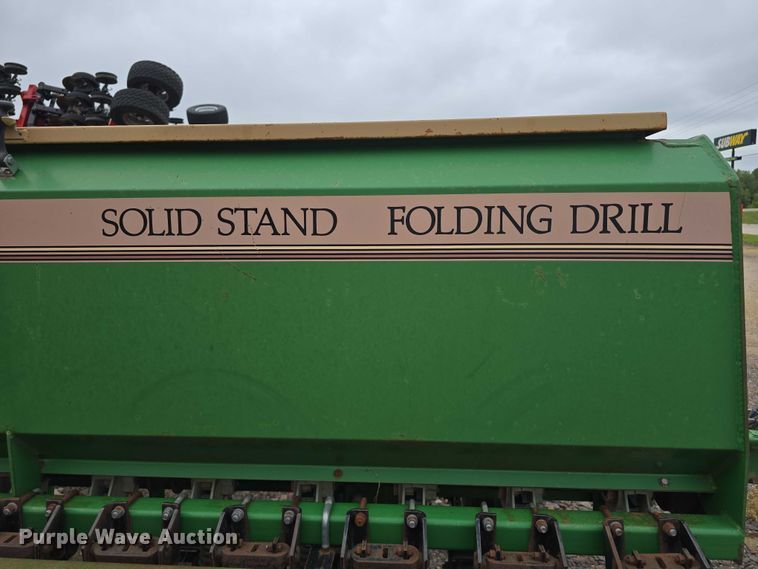 SUBWAY
SOLID STAND FOLDING DRILL
Purple Wave Auction